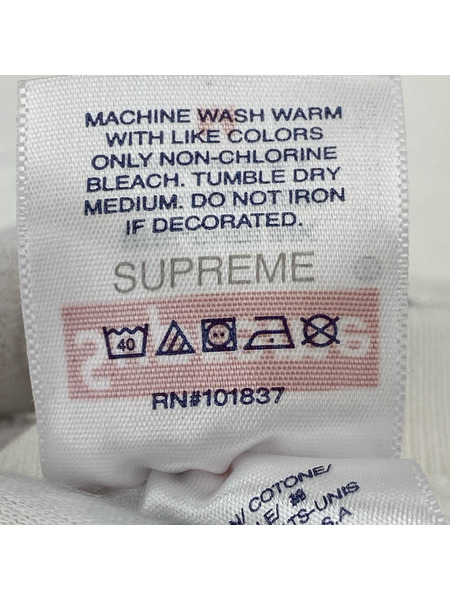 MACHINE WASH WARM
WITH LIKE COLORS
ONLY NON-CHLORINE
BLEACH. TUMBLE DRY
MEDIUM. DO NOT IRON
IF DECORATED.
SUPREME
40
RN#101837
/ COTONE/
TS-UNIS